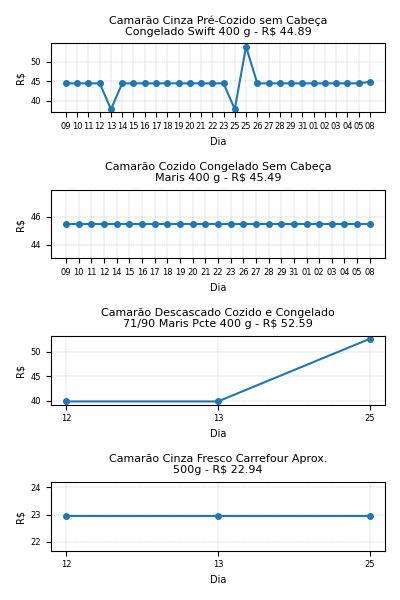 Camarão Cinza Pré-Cozido sem Cabeça
Congelado Swift 400 g - R$ 44.89
50
45
40
R$
09 10 11 12 13 14 15 16 17 18 19 20 21 22 23 24 25 26 27 28 29 31 01 02 03 04 05 08
Dia
Camarão Cozido Congelado Sem Cabeça
Maris 400 g - R$ 45.49
46
44
R$
09 10 11 12 14 15 16 17 18 19 20 21 22 23 26 27 28 29 31 01 02 03 04 05 08
Dia
Camarão Descascado Cozido e Congelado
71/90 Maris Pcte 400 g - R$ 52.59
50
45
40
R$
12 13 25
Dia
Camarão Cinza Fresco Carrefour Aprox.
500g - R$ 22.94
24
23
22
R$
12 13 25
Dia